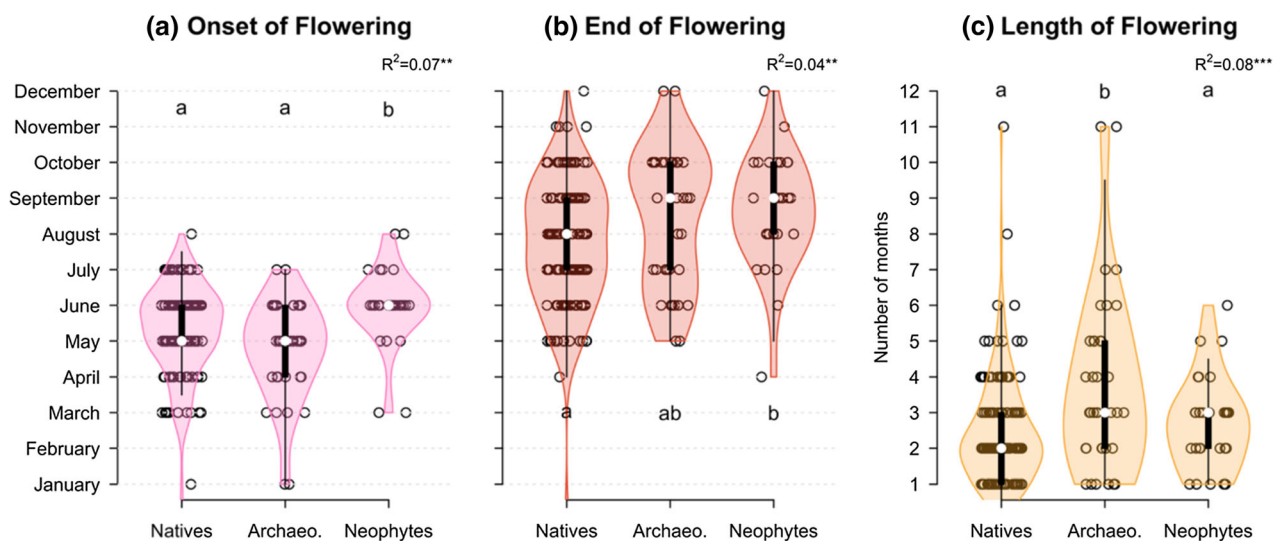 (a) Onset of Flowering
R²=0.07**
December
November
October
September
August
July
June
May
April
March
February
January
a a b
Natives Archaeo. Neophytes
(b) End of Flowering
R²=0.04**
a ab b
Natives Archaeo. Neophytes
(c) Length of Flowering
R²=0.08***
Number of months
12
11
10
9
8
7
6
5
4
3
2
1
a b a
Natives Archaeo. Neophytes